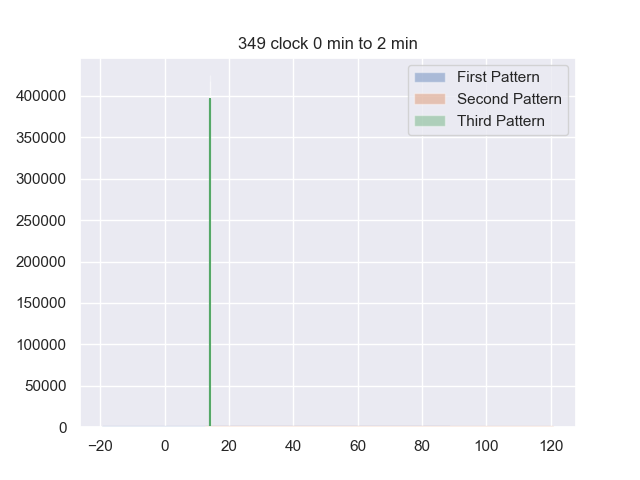 349 clock 0 min to 2 min
First Pattern
Second Pattern
Third Pattern
400000
350000
300000
250000
200000
150000
100000
50000
0
−20 0 20 40 60 80 100 120